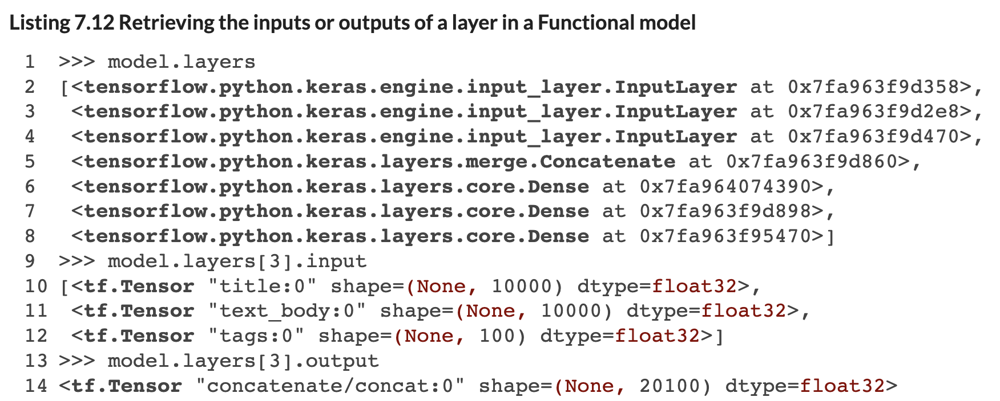 Listing 7.12 Retrieving the inputs or outputs of a layer in a Functional model
1 >>> model.layers
2 [<tensorflow.python.keras.engine.input_layer.InputLayer at 0x7fa963f9d358>,
3 <tensorflow.python.keras.engine.input_layer.InputLayer at 0x7fa963f9d2e8>,
4 <tensorflow.python.keras.engine.input_layer.InputLayer at 0x7fa963f9d470>,
5 <tensorflow.python.keras.layers.merge.Concatenate at 0x7fa963f9d860>,
6 <tensorflow.python.keras.layers.core.Dense at 0x7fa964074390>,
7 <tensorflow.python.keras.layers.core.Dense at 0x7fa963f9d898>,
8 <tensorflow.python.keras.layers.core.Dense at 0x7fa963f95470>]
9 >>> model.layers[3].input
10 [<tf.Tensor "title:0" shape=(None, 10000) dtype=float32>,
11 <tf.Tensor "text_body:0" shape=(None, 10000) dtype=float32>,
12 <tf.Tensor "tags:0" shape=(None, 100) dtype=float32>]
13 >>> model.layers[3].output
14 <tf.Tensor "concatenate/concat:0" shape=(None, 20100) dtype=float32>